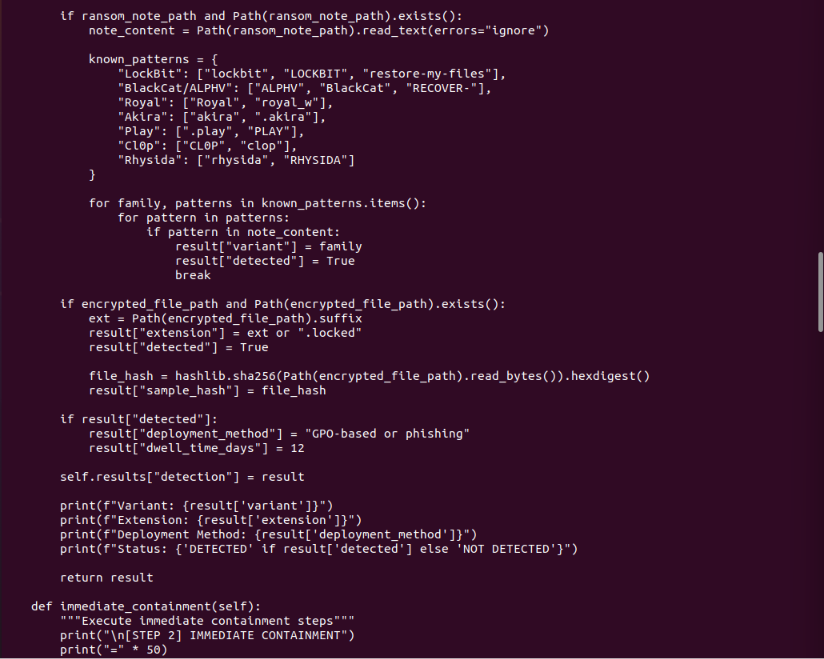 if ransom_note_path and Path(ransom_note_path).exists():
note_content = Path(ransom_note_path).read_text(errors="ignore")
known_patterns = {
"LockBit": ["lockbit", "LOCKBIT", "restore-my-files"],
"BlackCat/ALPHV": ["ALPHV", "BlackCat", "RECOVER-"],
"Royal": ["Royal", "royal_w"],
"Akira": ["akira", ".akira"],
"Play": [".play", "PLAY"],
"Cl0p": ["CL0P", "clop"],
"Rhysida": ["rhysida", "RHYSIDA"]
}
for family, patterns in known_patterns.items():
for pattern in patterns:
if pattern in note_content:
result["variant"] = family
result["detected"] = True
break
if encrypted_file_path and Path(encrypted_file_path).exists():
ext = Path(encrypted_file_path).suffix
result["extension"] = ext or ".locked"
result["detected"] = True
file_hash = hashlib.sha256(Path(encrypted_file_path).read_bytes()).hexdigest()
result["sample_hash"] = file_hash
if result["detected"]:
result["deployment_method"] = "GPO-based or phishing"
result["dwell_time_days"] = 12
self.results["detection"] = result
print(f"Variant: {result['variant']}")
print(f"Extension: {result['extension']}")
print(f"Deployment Method: {result['deployment_method']}")
print(f"Status: {'DETECTED' if result['detected'] else 'NOT DETECTED'}")
return result
def immediate_containment(self):
"""Execute immediate containment steps"""
print("\n[STEP 2] IMMEDIATE CONTAINMENT")
print("=" * 50)